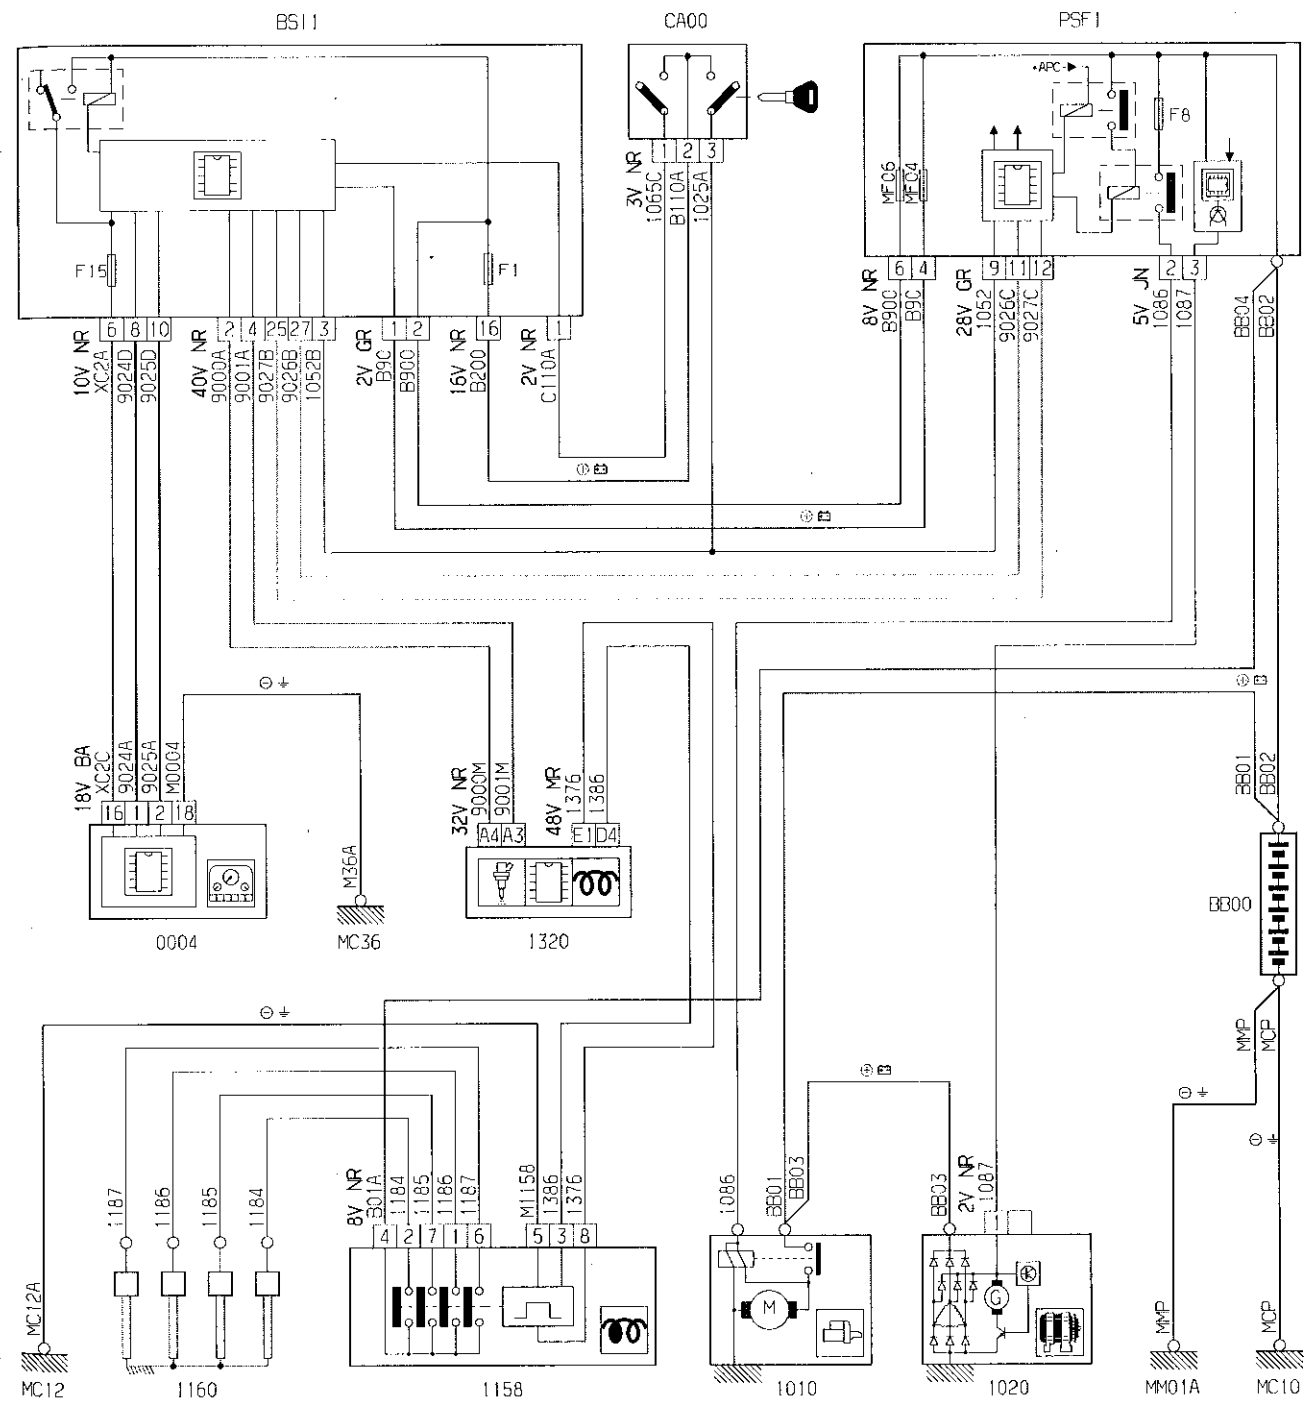 BSI1
CA00
PSF1
APC
F8
MF06
MF04
F15
F1
1 2 3
3V NR
1065C
B110A
1025A
6 8 10
10V NR
XC2A
9024D
9025D
2 4 25 27 3
40V NR
9000A
9001A
9027B
9026B
1052B
1 2
2V GR
B9C
B900
16
16V NR
B200
1
2V NR
C110A
6 4
8V NR
B900
B9C
9 11 12
28V GR
1052
9026C
9027C
2 3
5V JN
1086
1087
BB04
BB02
18V BA
XC2C
9024A
9025A
M0004
16 1 2 18
0004
M36A
MC36
32V NR
9000M
9001M
A4 A3
48V MR
1376
1386
E1 D4
1320
BB01
BB02
BB00
MMP
MCP
1187
1186
1185
1184
8V NR
B01A
1184
1185
1186
1187
M1158
1386
1376
4 2 7 1 6 5 3 8
1086
BB01
BB03
BB03
2V NR
1087
1
M
G
MC12A
MMP
MCP
MC12
1160
1158
1010
1020
MM01A
MC10